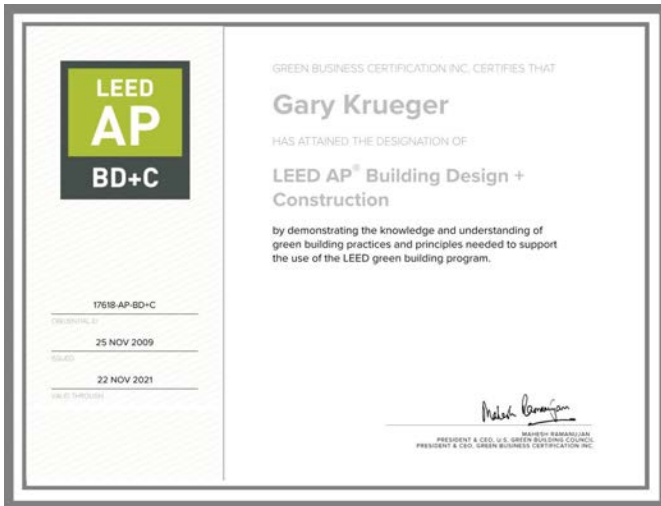 LEED
AP
BD+C
17618-AP-BD+C
CREDENTIAL ID
25 NOV 2009
ISSUED
22 NOV 2021
VALID THROUGH
GREEN BUSINESS CERTIFICATION INC. CERTIFIES THAT
Gary Krueger
HAS ATTAINED THE DESIGNATION OF
LEED AP® Building Design +
Construction
by demonstrating the knowledge and understanding of
green building practices and principles needed to support
the use of the LEED green building program.
Mahesh Ramanujam
MAHESH RAMANUJAN
PRESIDENT & CEO, U.S. GREEN BUILDING COUNCIL
PRESIDENT & CEO, GREEN BUSINESS CERTIFICATION INC.